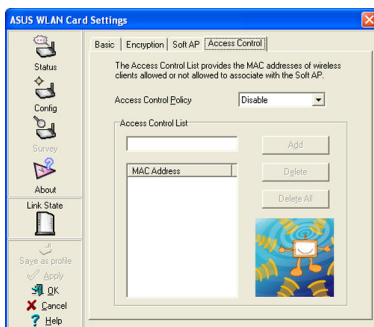 ASUS WLAN Card Settings
Status
Config
Survey
About
Link State
Save as profile
Apply
OK
Cancel
Help
Basic
Encryption
Soft AP
Access Control
The Access Control List provides the MAC addresses of wireless
clients allowed or not allowed to associate with the Soft AP.
Access Control Policy
Disable
Access Control List
Add
MAC Address
Delete
Delete All